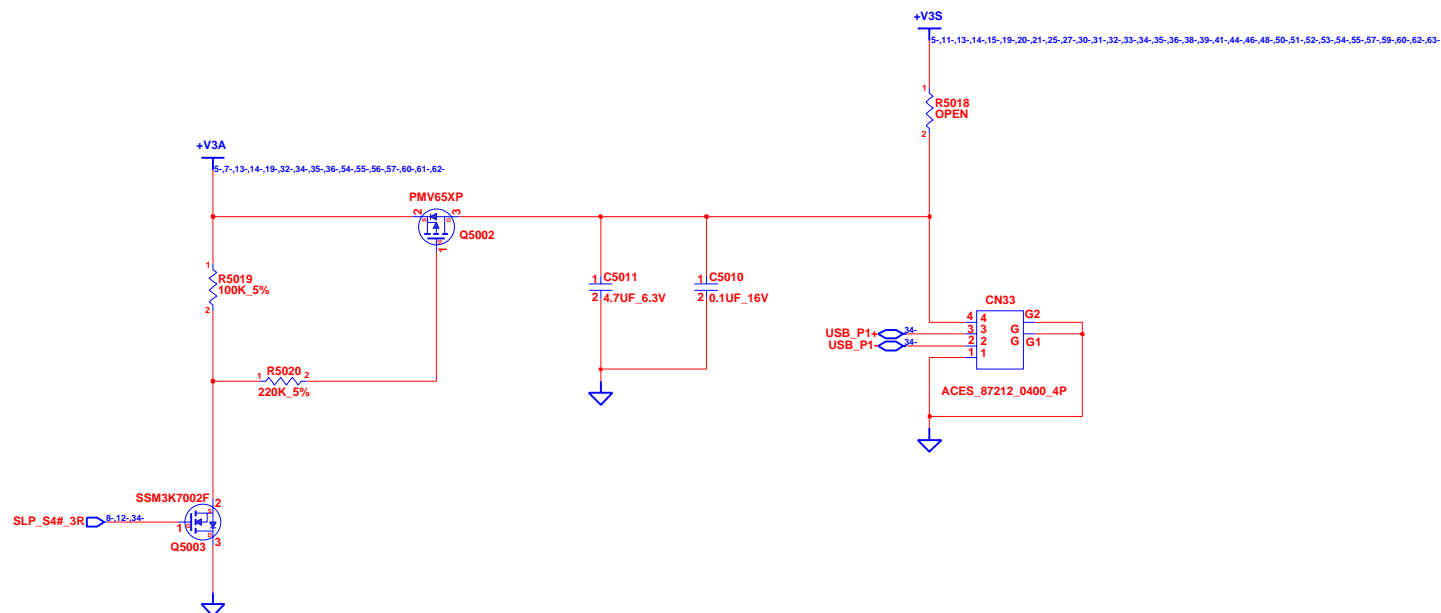 +V3S
5-,11-,13-,14-,15-,19-,20-,21-,25-,27-,30-,31-,32-,33-,34-,35-,36-,38-,39-,41-,44-,46-,48-,50-,51-,52-,53-,54-,55-,57-,59-,60-,62-,63-
1
R5018
OPEN
2
+V3A
5-,7-,13-,14-,19-,32-,34-,35-,36-,54-,55-,56-,57-,60-,61-,62-
PMV65XP
2
S
D
3
Q5002
G
1
1
R5019
100K_5%
2
1
C5011
2
4.7UF_6.3V
1
C5010
2
0.1UF_16V
CN33
4
4
G2
USB_P1+
34-
3
3
G
USB_P1-
34-
2
2
G
G1
1
1
ACES_87212_0400_4P
1
R5020
2
220K_5%
SSM3K7002F
2
S
SLP_S4#_3R
8-,12-,34-
1
G
D
Q5003
3